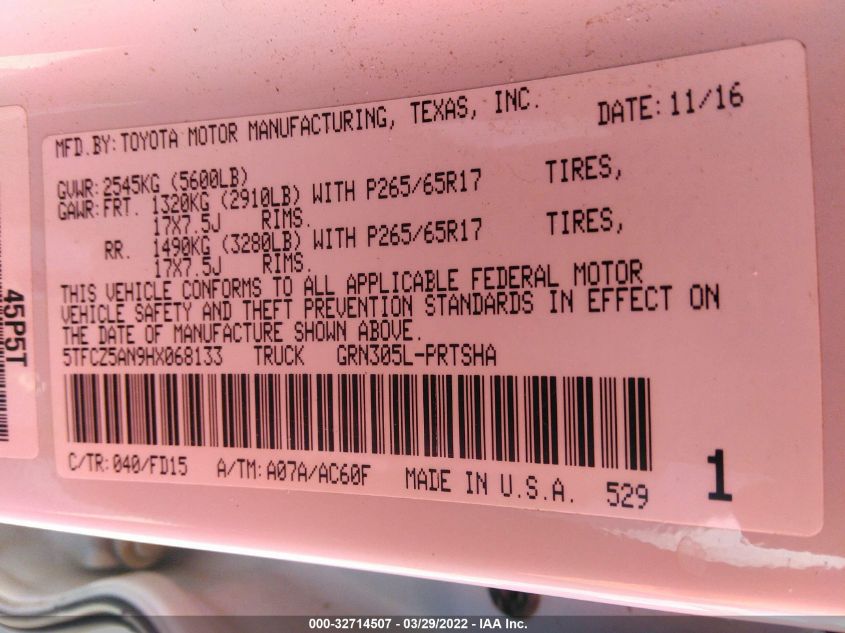 MFD.BY:TOYOTA MOTOR MANUFACTURING, TEXAS, INC. DATE:11/16
GVWR:2545KG (5600LB)
GAWR:FRT. 1320KG (2910LB) WITH P265/65R17 TIRES,
17X7.5J RIMS.
RR. 1490KG (3280LB) WITH P265/65R17 TIRES,
17X7.5J RIMS.
THIS VEHICLE CONFORMS TO ALL APPLICABLE FEDERAL MOTOR
VEHICLE SAFETY AND THEFT PREVENTION STANDARDS IN EFFECT ON
THE DATE OF MANUFACTURE SHOWN ABOVE.
5TFCZ5AN9HX068133 TRUCK GRN305L-PRTSHA
C/TR:040/FD15 A/TM:A07A/AC60F MADE IN U.S.A. 529 1
45P5T
000-32714507 - 03/29/2022 - IAA Inc.